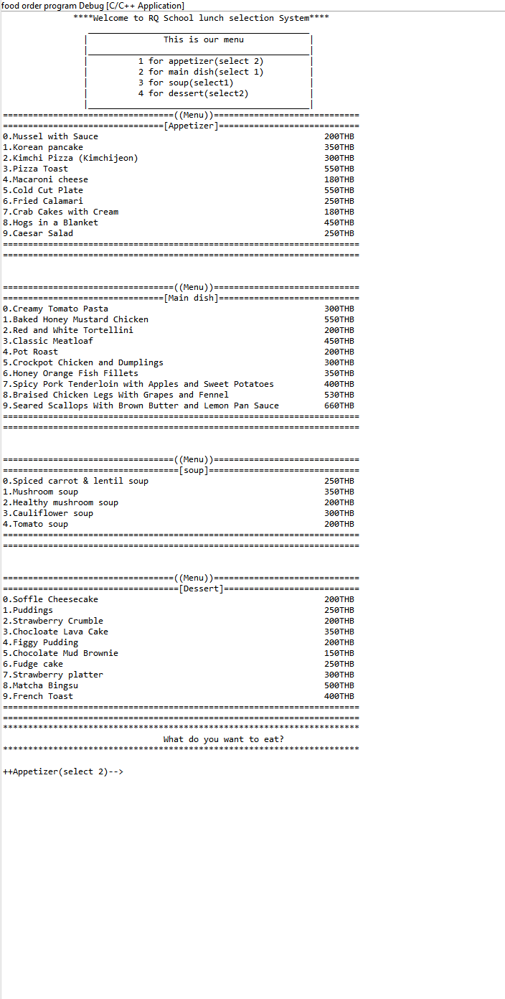 food order program Debug [C/C++ Application]
****Welcome to RQ School lunch selection System****
This is our menu
1 for appetizer(select 2)
2 for main dish(select 1)
3 for soup(select1)
4 for dessert(select2)
==================================((Menu))=============================
================================[Appetizer]============================
0.Mussel with Sauce 200THB
1.Korean pancake 350THB
2.Kimchi Pizza (Kimchijeon) 300THB
3.Pizza Toast 550THB
4.Macaroni cheese 180THB
5.Cold Cut Plate 550THB
6.Fried Calamari 250THB
7.Crab Cakes with Cream 180THB
8.Hogs in a Blanket 450THB
9.Caesar Salad 250THB
=======================================================================
=======================================================================
==================================((Menu))=============================
================================[Main dish]============================
0.Creamy Tomato Pasta 300THB
1.Baked Honey Mustard Chicken 550THB
2.Red and White Tortellini 200THB
3.Classic Meatloaf 450THB
4.Pot Roast 200THB
5.Crockpot Chicken and Dumplings 300THB
6.Honey Orange Fish Fillets 350THB
7.Spicy Pork Tenderloin with Apples and Sweet Potatoes 400THB
8.Braised Chicken Legs With Grapes and Fennel 530THB
9.Seared Scallops With Brown Butter and Lemon Pan Sauce 660THB
=======================================================================
=======================================================================
==================================((Menu))=============================
===================================[soup]==============================
0.Spiced carrot & lentil soup 250THB
1.Mushroom soup 350THB
2.Healthy mushroom soup 200THB
3.Cauliflower soup 300THB
4.Tomato soup 200THB
=======================================================================
=======================================================================
==================================((Menu))=============================
===================================[Dessert]===========================
0.Soffle Cheesecake 200THB
1.Puddings 250THB
2.Strawberry Crumble 200THB
3.Chocloate Lava Cake 350THB
4.Figgy Pudding 200THB
5.Chocolate Mud Brownie 150THB
6.Fudge cake 250THB
7.Strawberry platter 300THB
8.Matcha Bingsu 500THB
9.French Toast 400THB
=======================================================================
=======================================================================
***********************************************************************
What do you want to eat?
***********************************************************************
++Appetizer(select 2)-->